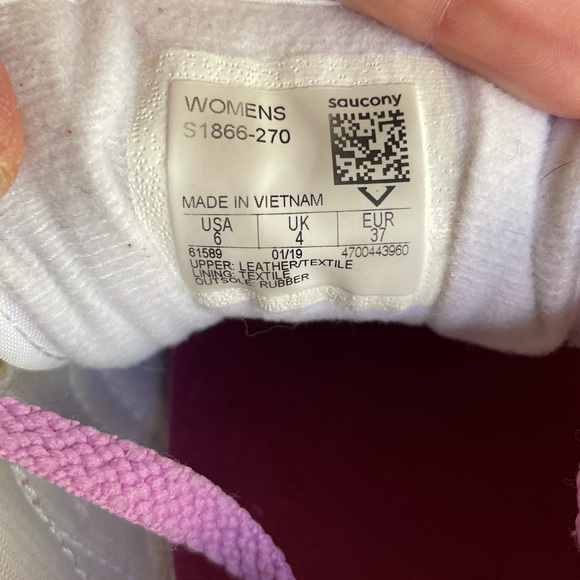 WOMENS
saucony
S1866-270
MADE IN VIETNAM
USA UK EUR
6 4 37
61589 01/19 4700443960
UPPER: LEATHER/TEXTILE
LINING: TEXTILE
OUTSOLE: RUBBER